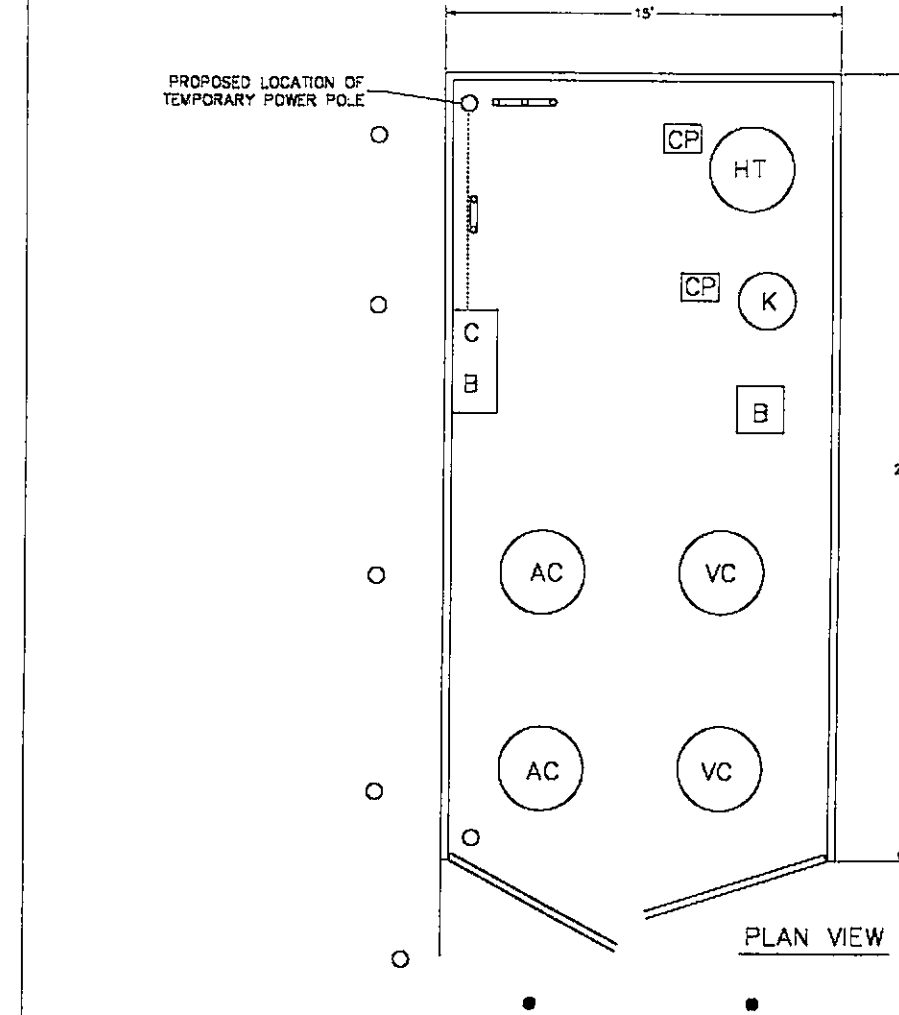 15'
PROPOSED LOCATION OF
TEMPORARY POWER POLE
CP
HT
CP
K
C
B
B
AC
VC
AC
VC
PLAN VIEW